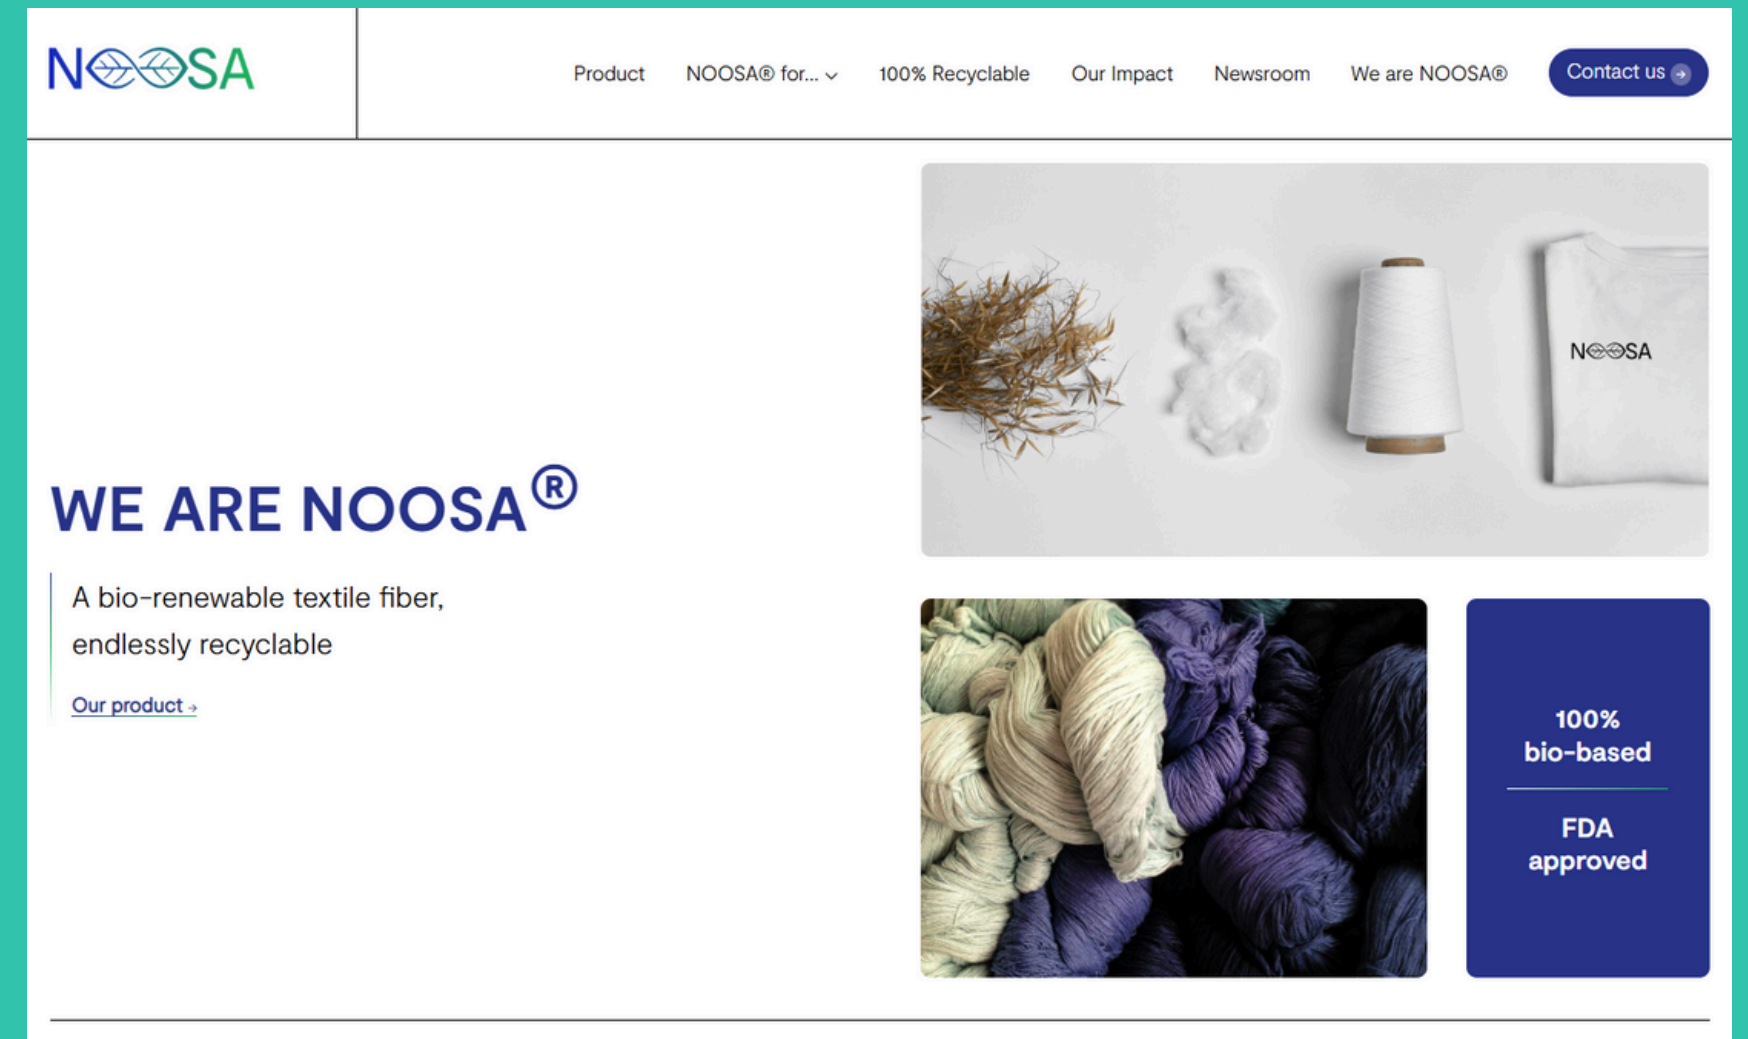 NOOSA
Product
NOOSA® for...
100% Recyclable
Our Impact
Newsroom
We are NOOSA®
Contact us
NOOSA
WE ARE NOOSA®
A bio-renewable textile fiber,
endlessly recyclable
Our product
100%
bio-based
FDA
approved